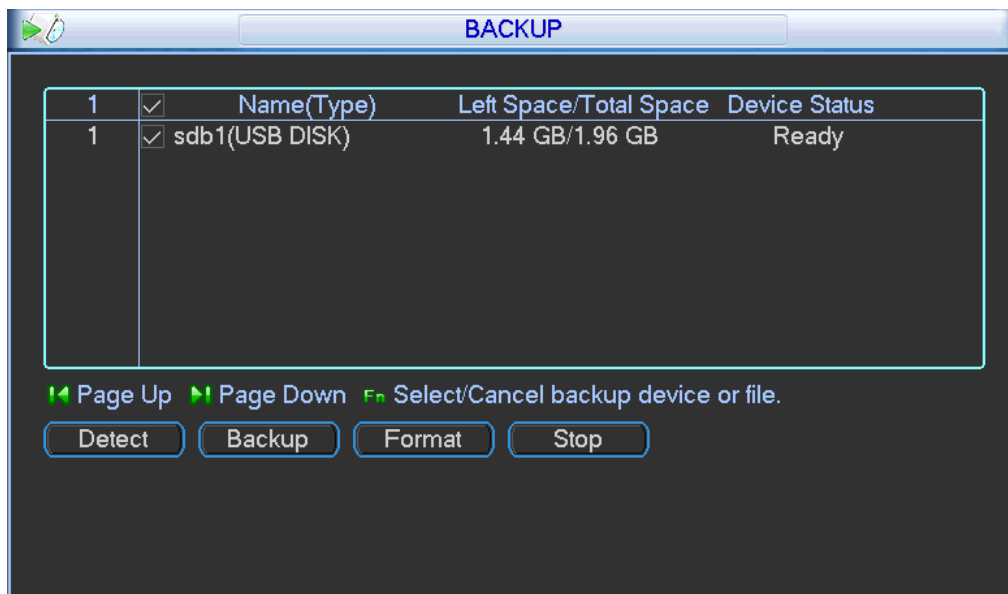 BACKUP
1 Name(Type) Left Space/Total Space Device Status
1 sdb1(USB DISK) 1.44 GB/1.96 GB Ready
Page Up Page Down Fn Select/Cancel backup device or file.
Detect Backup Format Stop